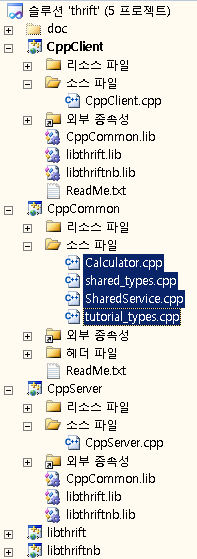 솔루션 'thrift' (5 프로젝트)
doc
CppClient
리소스 파일
소스 파일
CppClient.cpp
외부 종속성
CppCommon.lib
libthrift.lib
libthriftnb.lib
ReadMe.txt
CppCommon
리소스 파일
소스 파일
Calculator.cpp
shared_types.cpp
SharedService.cpp
tutorial_types.cpp
외부 종속성
헤더 파일
ReadMe.txt
CppServer
리소스 파일
소스 파일
CppServer.cpp
외부 종속성
CppCommon.lib
libthrift.lib
libthriftnb.lib
libthrift
libthriftnb